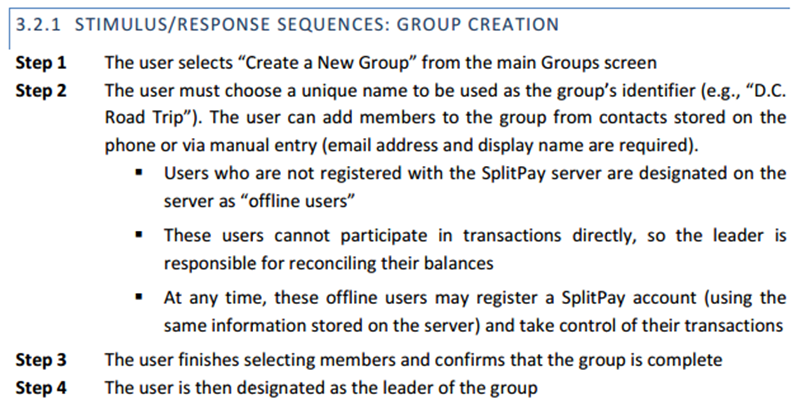 3.2.1 STIMULUS/RESPONSE SEQUENCES: GROUP CREATION
Step 1 The user selects “Create a New Group” from the main Groups screen
Step 2 The user must choose a unique name to be used as the group’s identifier (e.g., “D.C.
Road Trip”). The user can add members to the group from contacts stored on the
phone or via manual entry (email address and display name are required).
▪ Users who are not registered with the SplitPay server are designated on the
server as “offline users”
▪ These users cannot participate in transactions directly, so the leader is
responsible for reconciling their balances
▪ At any time, these offline users may register a SplitPay account (using the
same information stored on the server) and take control of their transactions
Step 3 The user finishes selecting members and confirms that the group is complete
Step 4 The user is then designated as the leader of the group